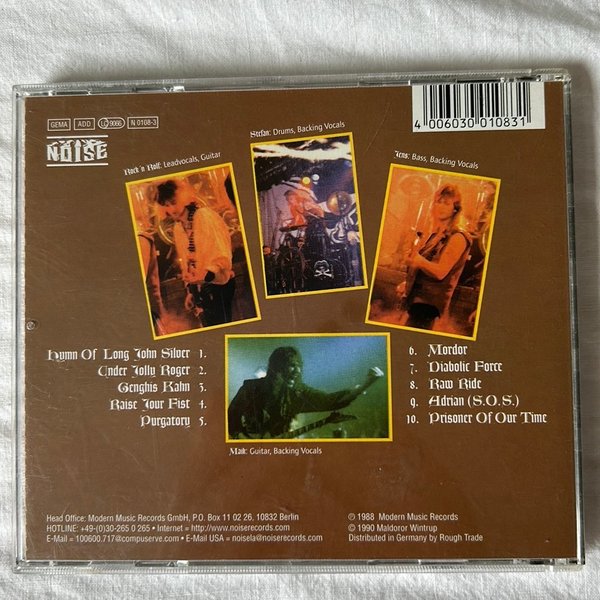 GEMA ADD LC 9066 N 0108-3
NOISE
4 006030 010831
Rock'n Rolf: Leadvocals, Guitar
Stefan: Drums, Backing Vocals
Jens: Bass, Backing Vocals
Hymn Of Long John Silver 1.
Under Jolly Roger 2.
Genghis Kahn 3.
Raise Your Fist 4.
Purgatory 5.
6. Mordor
7. Diabolic Force
8. Raw Ride
9. Adrian (S.O.S.)
10. Prisoner Of Our Time
Maik: Guitar, Backing Vocals
Head Office: Modern Music Records GmbH, P.O. Box 11 02 26, 10832 Berlin
HOTLINE: +49-(0)30-265 0 265 • Internet = http://www.noiserecords.com
E-Mail = 100600.717@compuserve.com • E-Mail USA = noisela@noiserecords.com
℗ 1988 Modern Music Records
© 1990 Maldoror Wintrup
Distributed in Germany by Rough Trade